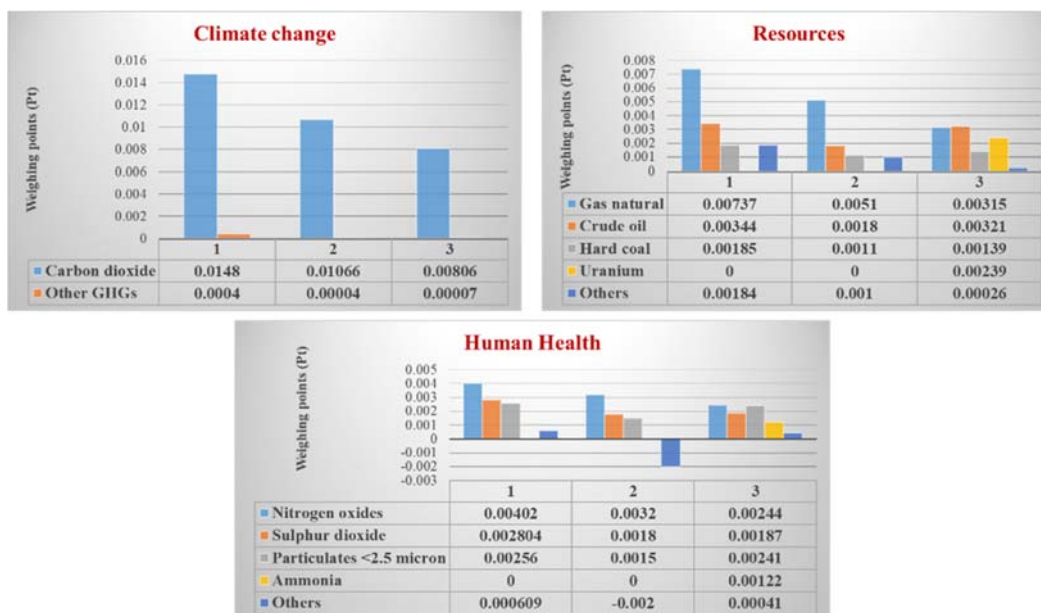 Climate change
Weighing points (Pt)
0.016
0.014
0.012
0.01
0.008
0.006
0.004
0.002
0
1 2 3
Carbon dioxide 0.0148 0.01066 0.00806
Other GHGs 0.0004 0.00004 0.00007
Resources
Weighing points (Pt)
0.008
0.007
0.006
0.005
0.004
0.003
0.002
0.001
0
1 2 3
Gas natural 0.00737 0.0051 0.00315
Crude oil 0.00344 0.0018 0.00321
Hard coal 0.00185 0.0011 0.00139
Uranium 0 0 0.00239
Others 0.00184 0.001 0.00026
Human Health
Weighing points (Pt)
0.005
0.004
0.003
0.002
0.001
0
-0.001
-0.002
-0.003
1 2 3
Nitrogen oxides 0.00402 0.0032 0.00244
Sulphur dioxide 0.002804 0.0018 0.00187
Particulates <2.5 micron 0.00256 0.0015 0.00241
Ammonia 0 0 0.00122
Others 0.000609 -0.002 0.00041